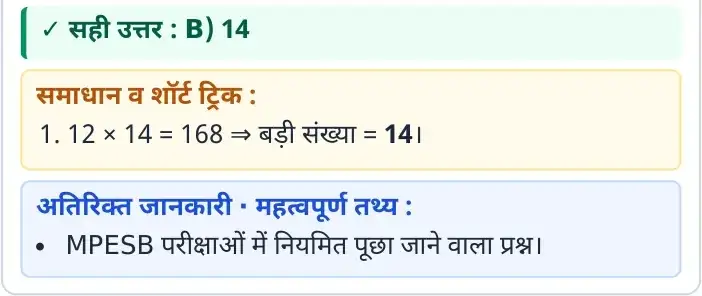 ✓ सही उत्तर : B) 14
समाधान व शॉर्ट ट्रिक :
1. 12 × 14 = 168 ⇒ बड़ी संख्या = 14।
अतिरिक्त जानकारी · महत्वपूर्ण तथ्य :
• MPESB परीक्षाओं में नियमित पूछा जाने वाला प्रश्न।